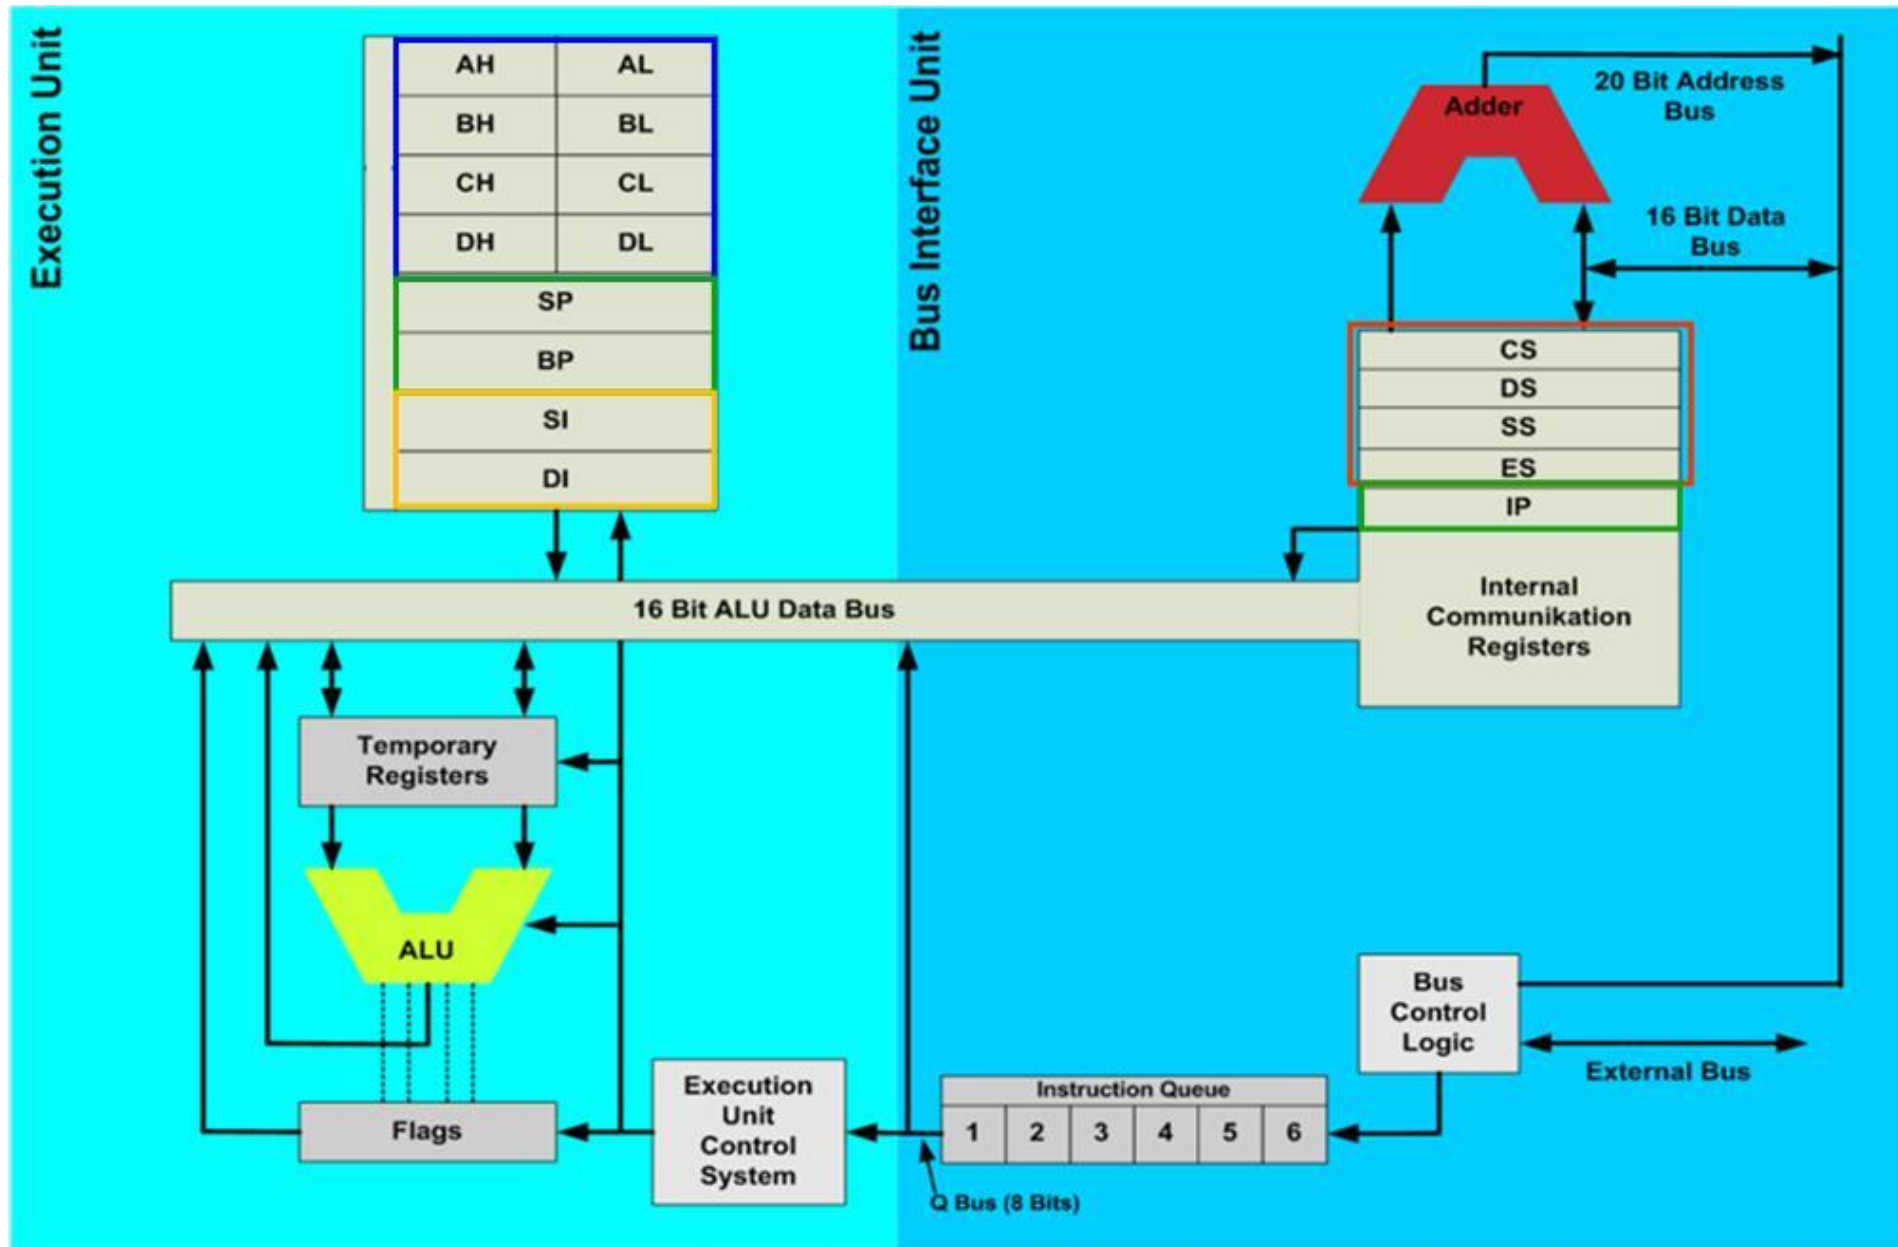 Execution Unit
AH
AL
BH
BL
CH
CL
DH
DL
SP
BP
SI
DI
Bus Interface Unit
Adder
20 Bit Address
Bus
16 Bit Data
Bus
CS
DS
SS
ES
IP
Internal
Communikation
Registers
16 Bit ALU Data Bus
Temporary
Registers
ALU
Flags
Execution
Unit
Control
System
Instruction Queue
1 2 3 4 5 6
Q Bus (8 Bits)
Bus
Control
Logic
External Bus